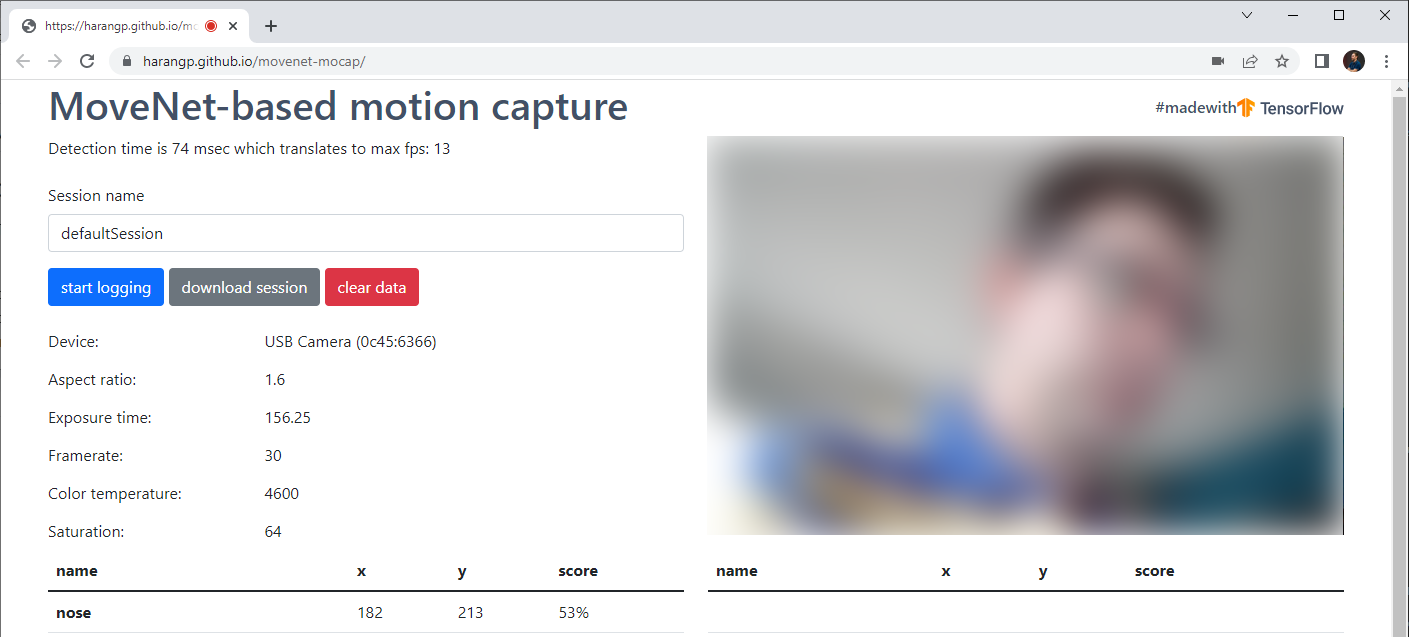 https://harangp.github.io/mo
harangp.github.io/movenet-mocap/
MoveNet-based motion capture
#madewith TensorFlow
Detection time is 74 msec which translates to max fps: 13
Session name
defaultSession
start logging download session clear data
Device: USB Camera (0c45:6366)
Aspect ratio: 1.6
Exposure time: 156.25
Framerate: 30
Color temperature: 4600
Saturation: 64
name x y score name x y score
nose 182 213 53%